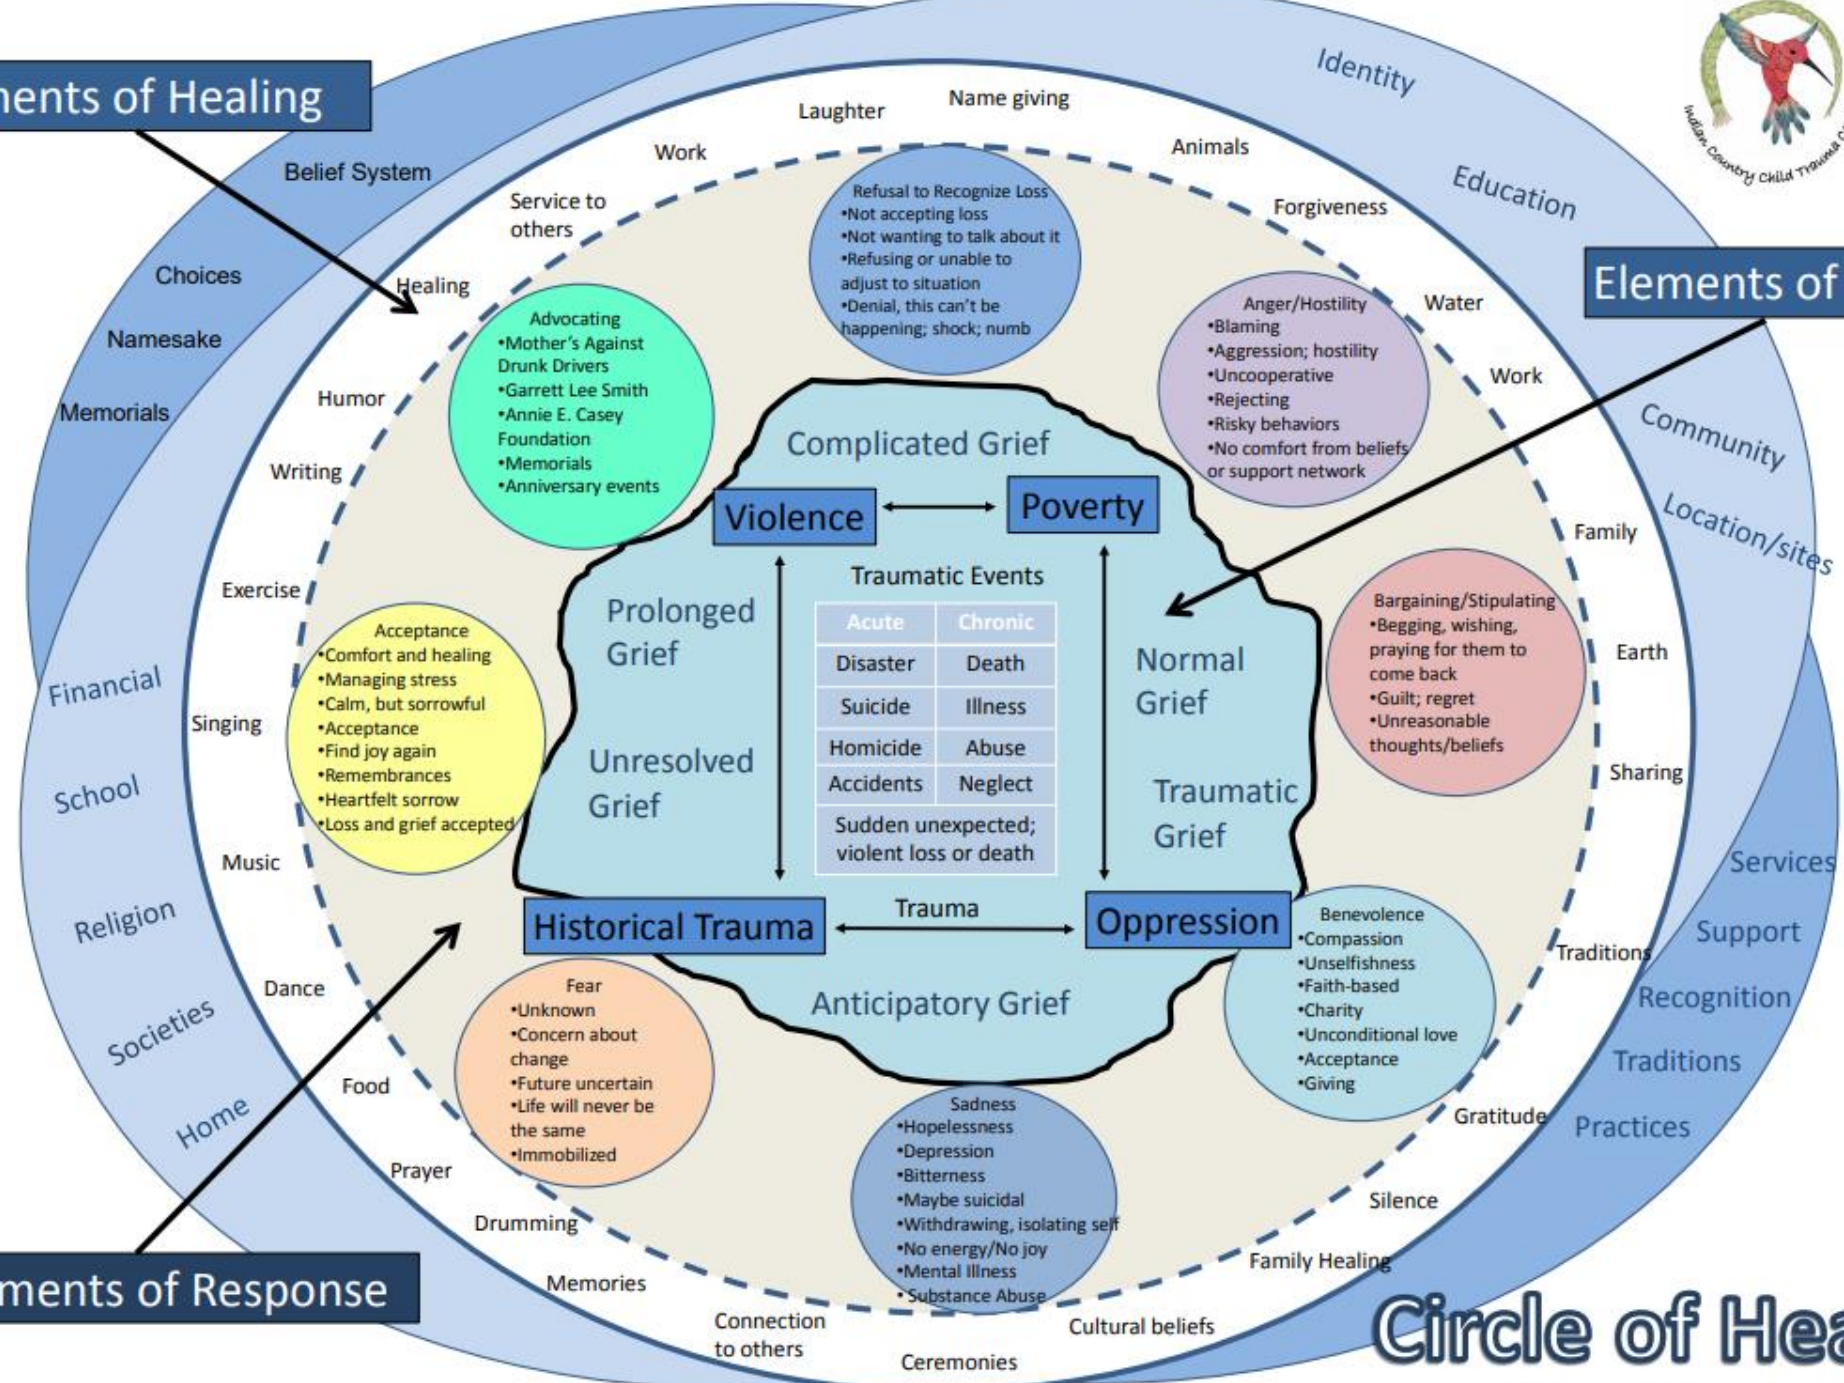 ments of Healing
Belief System
Choices
Namesake
Memorials
Financial
School
Religion
Societies
Home
Identity
Education
Community
Location/sites
Services
Support
Recognition
Traditions
Practices
Indian Country Child Trauma
Elements of
ments of Response
Circle of Hea
Laughter
Name giving
Animals
Forgiveness
Water
Work
Family
Earth
Sharing
Traditions
Gratitude
Silence
Family Healing
Cultural beliefs
Ceremonies
Connection
to others
Memories
Drumming
Prayer
Food
Dance
Music
Singing
Exercise
Writing
Humor
Healing
Service to
others
Work
Refusal to Recognize Loss
•Not accepting loss
•Not wanting to talk about it
•Refusing or unable to
adjust to situation
•Denial, this can't be
happening; shock; numb
Anger/Hostility
•Blaming
•Aggression; hostility
•Uncooperative
•Rejecting
•Risky behaviors
•No comfort from beliefs
or support network
Bargaining/Stipulating
•Begging, wishing,
praying for them to
come back
•Guilt; regret
•Unreasonable
thoughts/beliefs
Benevolence
•Compassion
•Unselfishness
•Faith-based
•Charity
•Unconditional love
•Acceptance
•Giving
Sadness
•Hopelessness
•Depression
•Bitterness
•Maybe suicidal
•Withdrawing, isolating self
•No energy/No joy
•Mental Illness
• Substance Abuse
Fear
•Unknown
•Concern about
change
•Future uncertain
•Life will never be
the same
•Immobilized
Acceptance
•Comfort and healing
•Managing stress
•Calm, but sorrowful
•Acceptance
•Find joy again
•Remembrances
•Heartfelt sorrow
•Loss and grief accepted
Advocating
•Mother's Against
Drunk Drivers
•Garrett Lee Smith
•Annie E. Casey
Foundation
•Memorials
•Anniversary events
Complicated Grief
Violence
Poverty
Prolonged
Grief
Unresolved
Grief
Normal
Grief
Traumatic
Grief
Traumatic Events
Acute Chronic
Disaster Death
Suicide Illness
Homicide Abuse
Accidents Neglect
Sudden unexpected;
violent loss or death
Trauma
Historical Trauma
Oppression
Anticipatory Grief